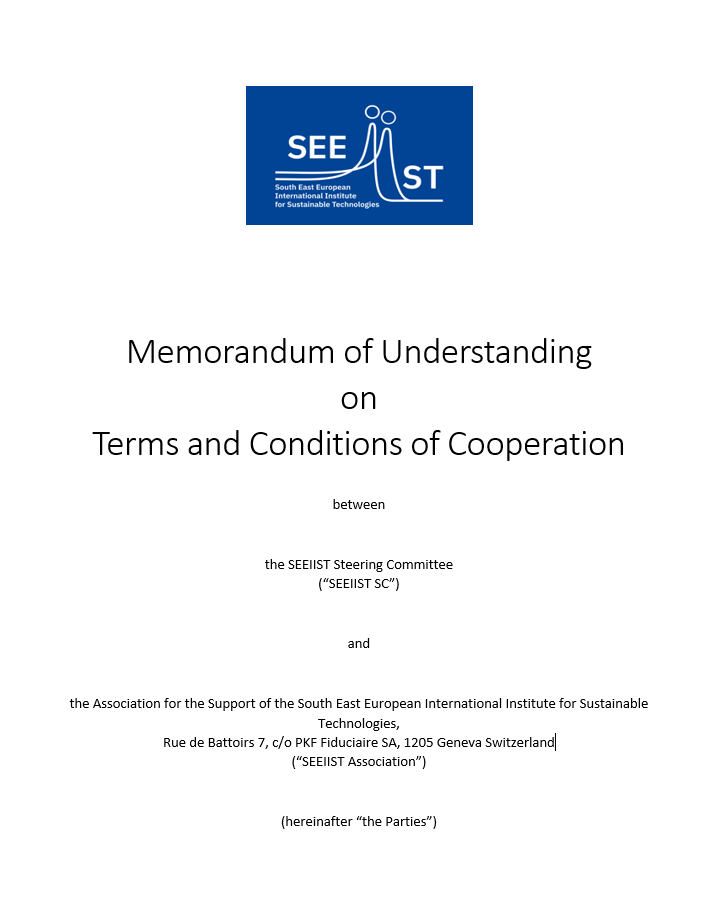 SEE
ST
South East European
International Institute
for Sustainable Technologies
Memorandum of Understanding
on
Terms and Conditions of Cooperation
between
the SEEIIST Steering Committee
(“SEEIIST SC”)
and
the Association for the Support of the South East European International Institute for Sustainable
Technologies,
Rue de Battoirs 7, c/o PKF Fiduciaire SA, 1205 Geneva Switzerland
(“SEEIIST Association”)
(hereinafter “the Parties”)